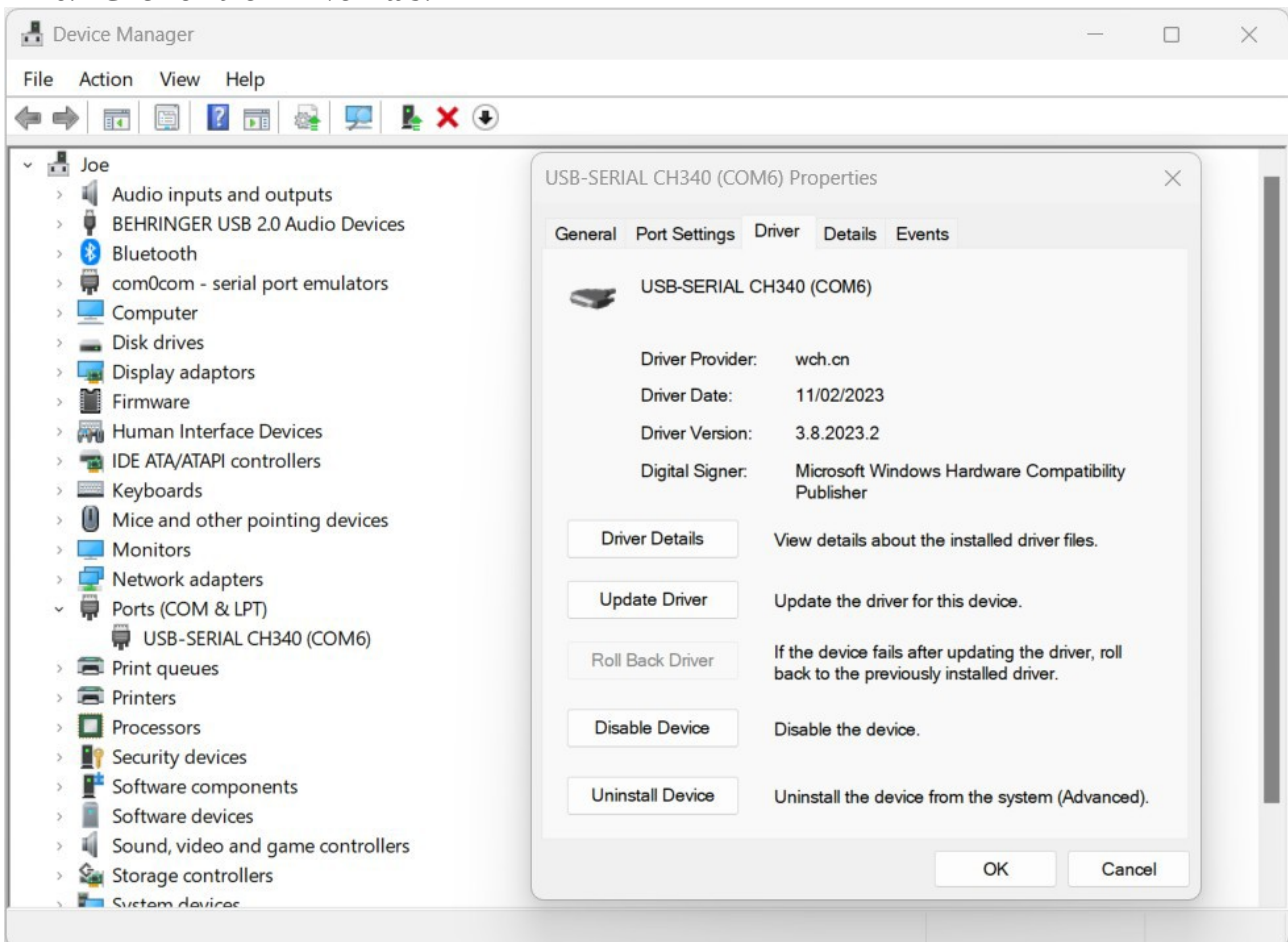 Device Manager
File Action View Help
Joe
Audio inputs and outputs
BEHRINGER USB 2.0 Audio Devices
Bluetooth
com0com - serial port emulators
Computer
Disk drives
Display adaptors
Firmware
Human Interface Devices
IDE ATA/ATAPI controllers
Keyboards
Mice and other pointing devices
Monitors
Network adapters
Ports (COM & LPT)
USB-SERIAL CH340 (COM6)
Print queues
Printers
Processors
Security devices
Software components
Software devices
Sound, video and game controllers
Storage controllers
System devices
USB-SERIAL CH340 (COM6) Properties
General Port Settings Driver Details Events
USB-SERIAL CH340 (COM6)
Driver Provider: wch.cn
Driver Date: 11/02/2023
Driver Version: 3.8.2023.2
Digital Signer: Microsoft Windows Hardware Compatibility
Publisher
Driver Details View details about the installed driver files.
Update Driver Update the driver for this device.
Roll Back Driver If the device fails after updating the driver, roll
back to the previously installed driver.
Disable Device Disable the device.
Uninstall Device Uninstall the device from the system (Advanced).
OK Cancel